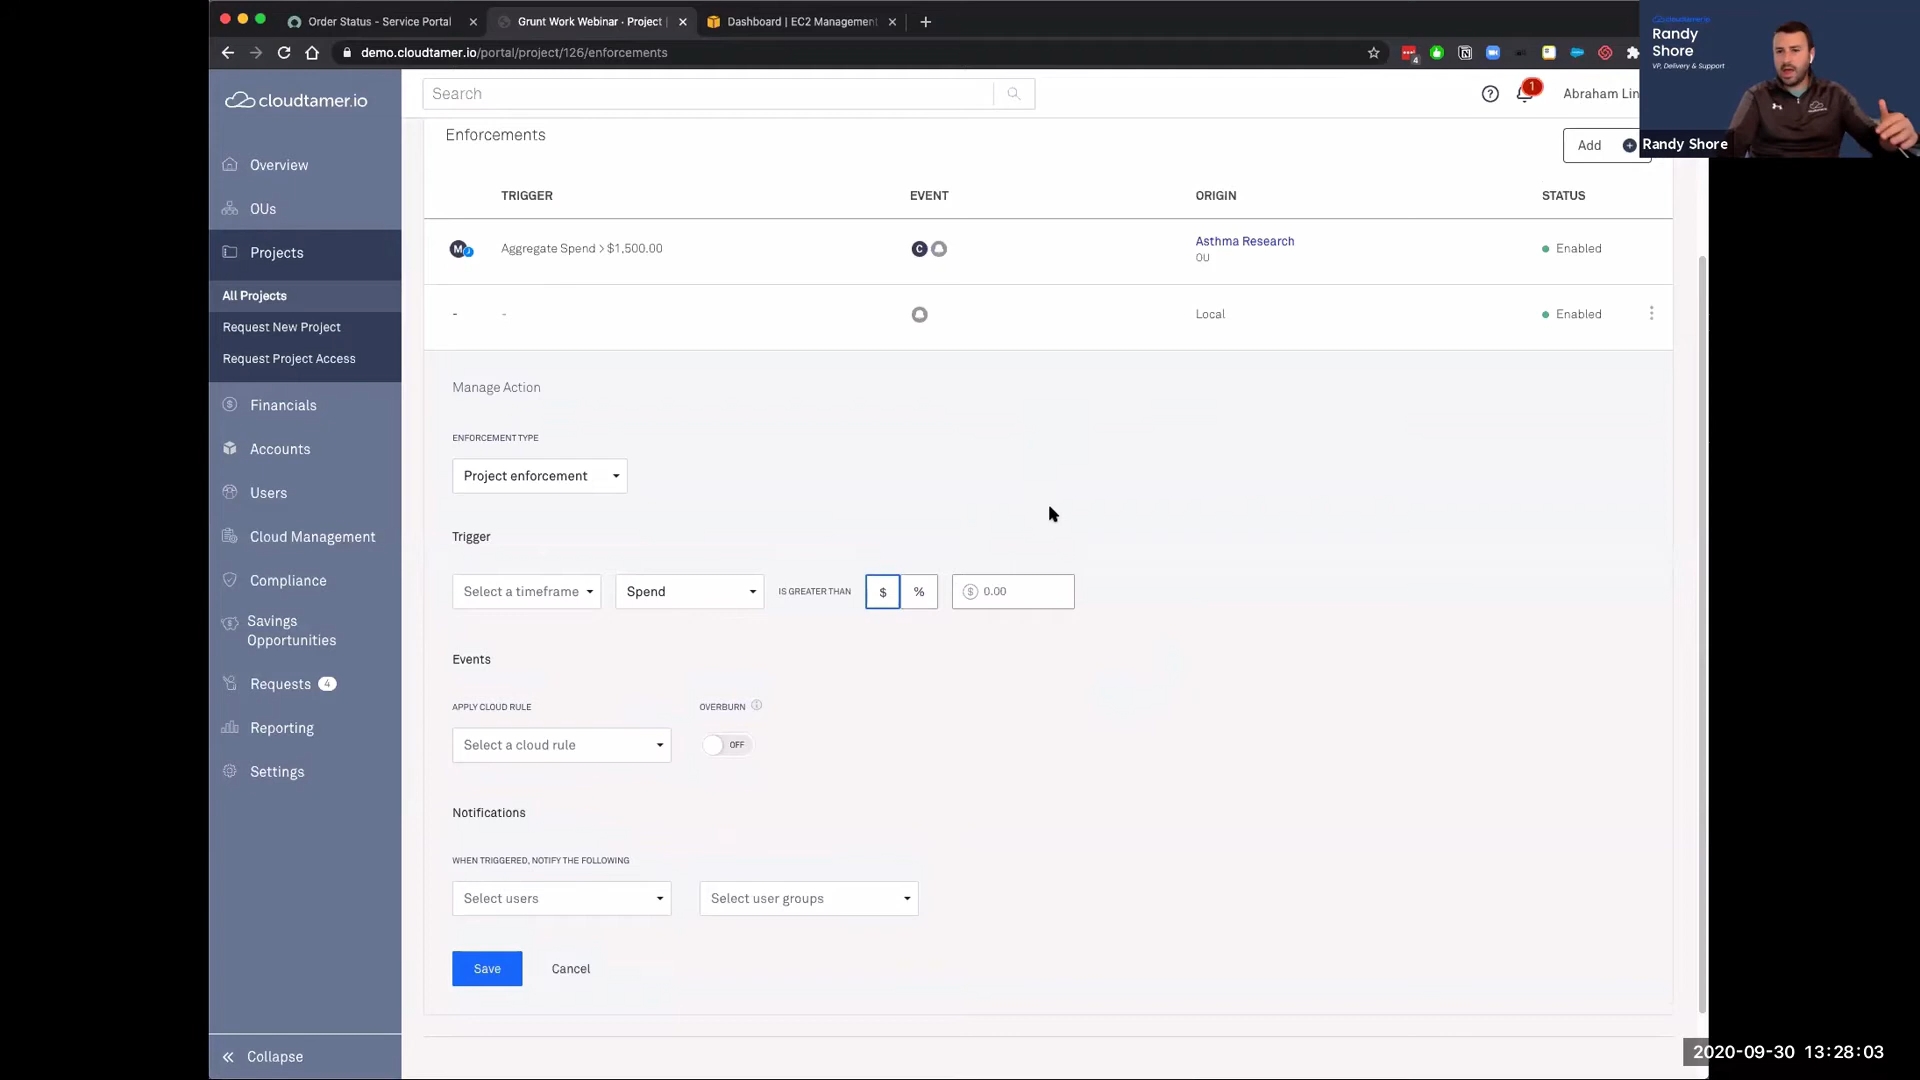 Order Status - Service Portal
Grunt Work Webinar · Project |
Dashboard | EC2 Management
demo.cloudtamer.io/portal/project/126/enforcements
4
cloudtamer.io
Randy
Shore
VP, Delivery & Support
Randy Shore
cloudtamer.io
Search
1
Abraham Lin
Overview
OUs
Projects
All Projects
Request New Project
Request Project Access
Financials
Accounts
Users
Cloud Management
Compliance
Savings
Opportunities
Requests 4
Reporting
Settings
Collapse
Enforcements
Add
TRIGGER EVENT ORIGIN STATUS
M Aggregate Spend > $1,500.00 C Asthma Research Enabled
OU
- - Local Enabled
Manage Action
ENFORCEMENT TYPE
Project enforcement
Trigger
Select a timeframe Spend IS GREATER THAN $ % $ 0.00
Events
APPLY CLOUD RULE OVERBURN
Select a cloud rule OFF
Notifications
WHEN TRIGGERED, NOTIFY THE FOLLOWING
Select users Select user groups
Save Cancel
2020-09-30 13:28:03